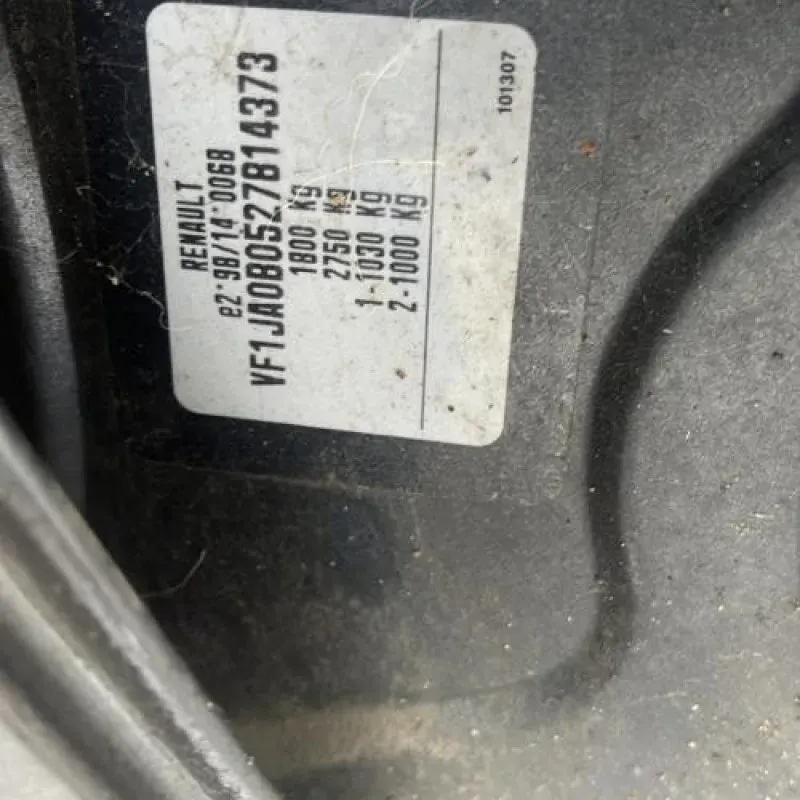 RENAULT
e2*98/14*0068
VF1JA0B0527814373
1800 Kg
2750 Kg
1-1030 Kg
2-1000 Kg
101307